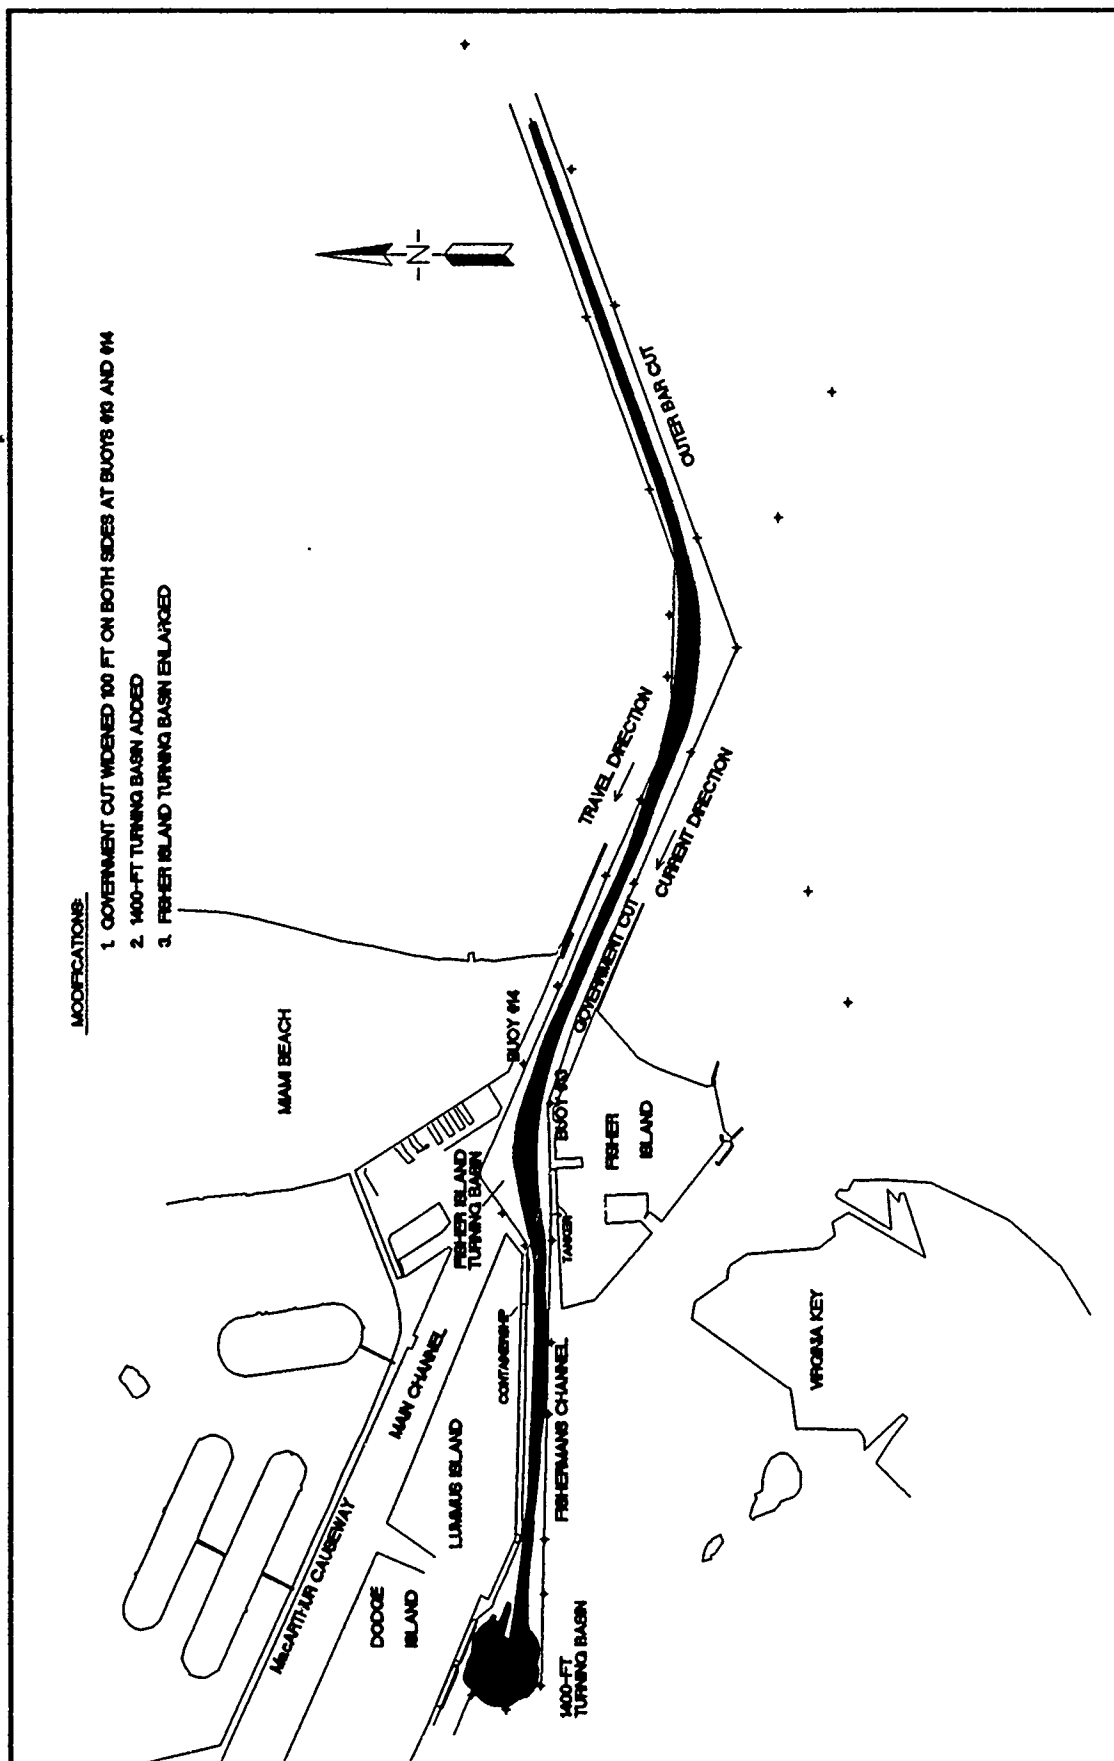 MODIFICATIONS:
1. GOVERNMENT CUT WIDENED 100 FT ON BOTH SIDES AT BUOYS #13 AND #14
2. 1400-FT TURNING BASIN ADDED
3. FISHER ISLAND TURNING BASIN ENLARGED
N
MIAMI BEACH
BUOY #14
FISHER ISLAND
TURNING BASIN
MacARTHUR CAUSEWAY
MAIN CHANNEL
LUMMUS ISLAND
DODGE
ISLAND
CONTAINERSHIP
FISHERMANS CHANNEL
1400-FT
TURNING BASIN
TANKER
BUOY #13
FISHER
ISLAND
GOVERNMENT CUT
TRAVEL DIRECTION
CURRENT DIRECTION
OUTER BAR CUT
VIRGINIA KEY